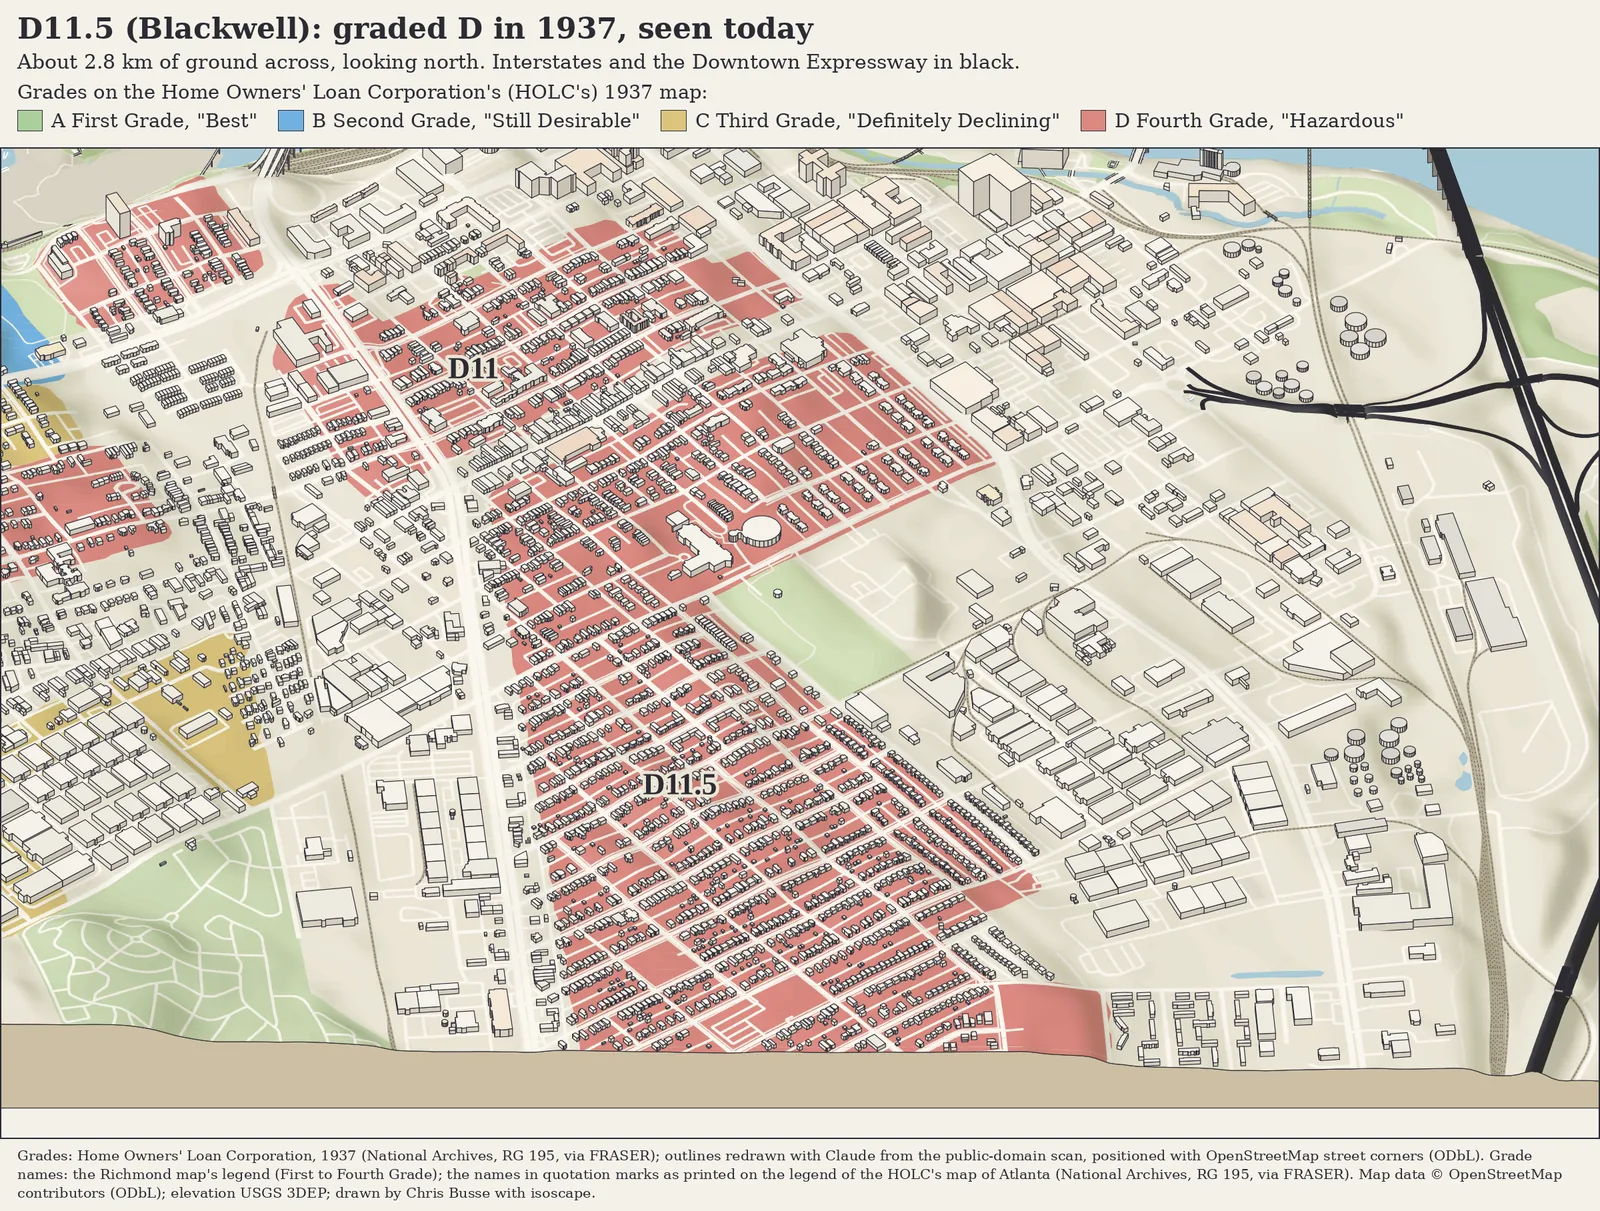 D11.5 (Blackwell): graded D in 1937, seen today
About 2.8 km of ground across, looking north. Interstates and the Downtown Expressway in black.
Grades on the Home Owners' Loan Corporation's (HOLC's) 1937 map:
A First Grade, "Best" B Second Grade, "Still Desirable" C Third Grade, "Definitely Declining" D Fourth Grade, "Hazardous"
D11
D11.5
Grades: Home Owners' Loan Corporation, 1937 (National Archives, RG 195, via FRASER); outlines redrawn with Claude from the public-domain scan, positioned with OpenStreetMap street corners (ODbL). Grade
names: the Richmond map's legend (First to Fourth Grade); the names in quotation marks as printed on the legend of the HOLC's map of Atlanta (National Archives, RG 195, via FRASER). Map data © OpenStreetMap
contributors (ODbL); elevation USGS 3DEP; drawn by Chris Busse with isoscape.